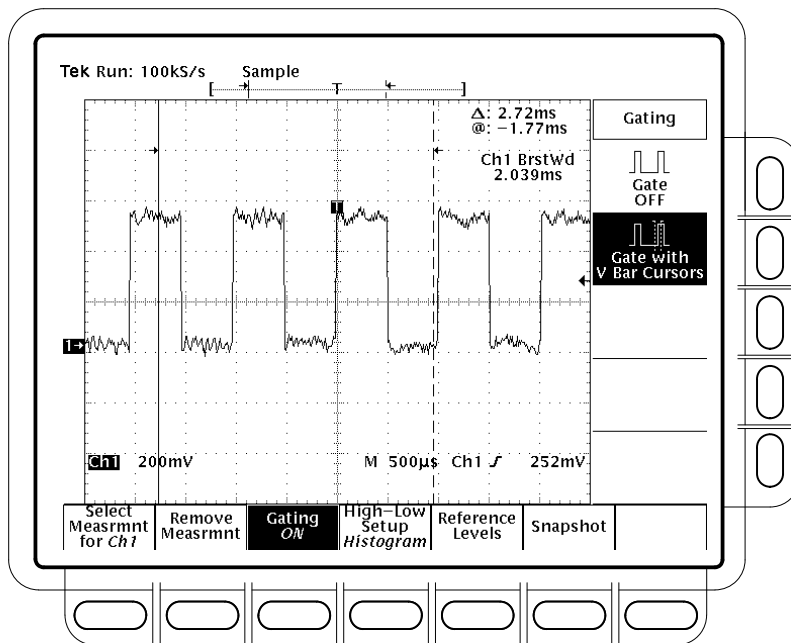 Tek Run: 100kS/s Sample
[ T ]
Δ: 2.72ms
@: −1.77ms
Ch1 BrstWd
2.039ms
T
1→
Ch1 200mV M 500µs Ch1 252mV
Gating
Gate
OFF
Gate with
V Bar Cursors
Select
Measrmnt
for Ch1
Remove
Measrmnt
Gating
ON
High−Low
Setup
Histogram
Reference
Levels
Snapshot